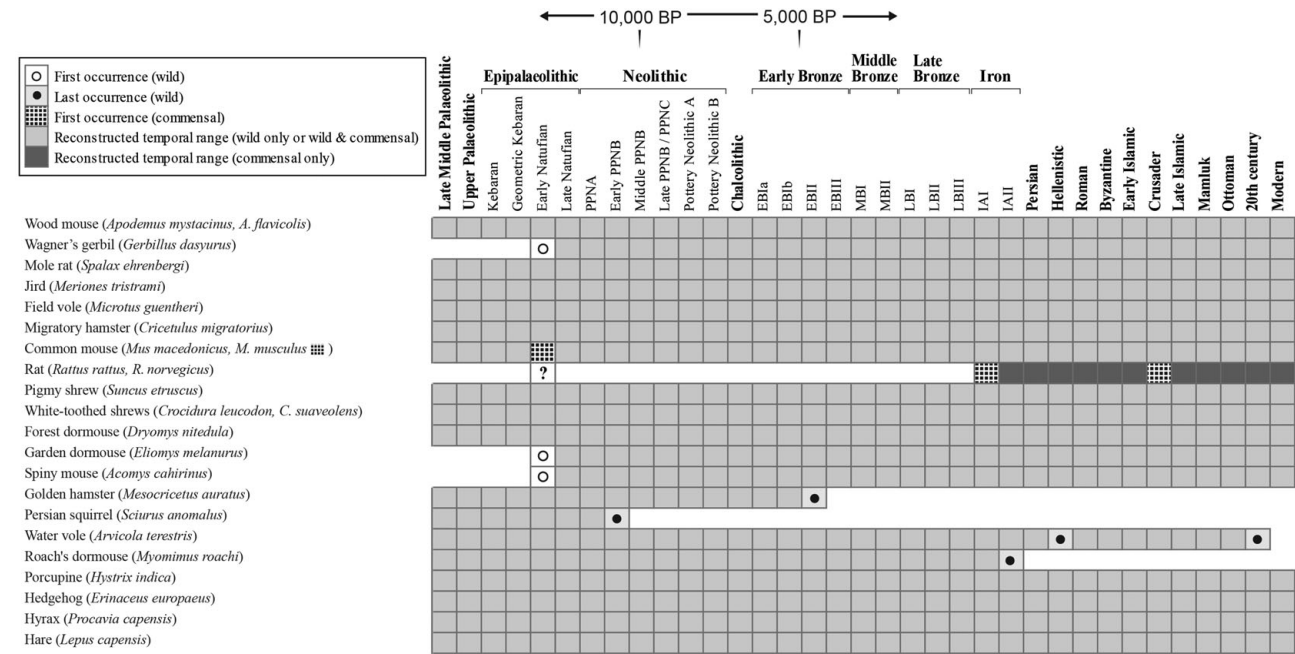 10,000 BP
5,000 BP
First occurrence (wild)
Last occurrence (wild)
First occurrence (commensal)
Reconstructed temporal range (wild only or wild & commensal)
Reconstructed temporal range (commensal only)
Epipalaeolithic
Neolithic
Early Bronze
Middle
Bronze
Late
Bronze
Iron
Late Middle Palaeolithic
Upper Palaeolithic
Kebaran
Geometric Kebaran
Early Natufian
Late Natufian
PPNA
Early PPNB
Middle PPNB
Late PPNB / PPNC
Pottery Neolithic A
Pottery Neolithic B
Chalcolithic
EBIa
EBIb
EBII
EBIII
MBI
MBII
LBI
LBII
LBIII
IAI
IAII
Persian
Hellenistic
Roman
Byzantine
Early Islamic
Crusader
Late Islamic
Mamluk
Ottoman
20th century
Modern
Wood mouse (Apodemus mystacinus, A. flavicolis)
Wagner's gerbil (Gerbillus dasyurus)
Mole rat (Spalax ehrenbergi)
Jird (Meriones tristrami)
Field vole (Microtus guentheri)
Migratory hamster (Cricetulus migratorius)
Common mouse (Mus macedonicus, M. musculus )
Rat (Rattus rattus, R. norvegicus)
?
Pigmy shrew (Suncus etruscus)
White-toothed shrews (Crocidura leucodon, C. suaveolens)
Forest dormouse (Dryomys nitedula)
Garden dormouse (Eliomys melanurus)
Spiny mouse (Acomys cahirinus)
Golden hamster (Mesocricetus auratus)
Persian squirrel (Sciurus anomalus)
Water vole (Arvicola terestris)
Roach's dormouse (Myomimus roachi)
Porcupine (Hystrix indica)
Hedgehog (Erinaceus europaeus)
Hyrax (Procavia capensis)
Hare (Lepus capensis)